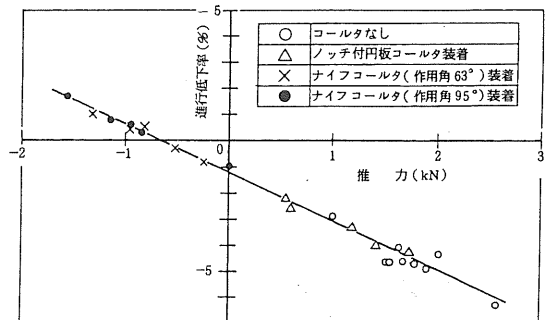 5
進行低下率(%)
○ コールタなし
△ ノッチ付円板コールタ装着
× ナイフコールタ(作用角63°)装着
● ナイフコールタ(作用角95°)装着
-2 -1 0 1 2 3
推 力(kN)
-5